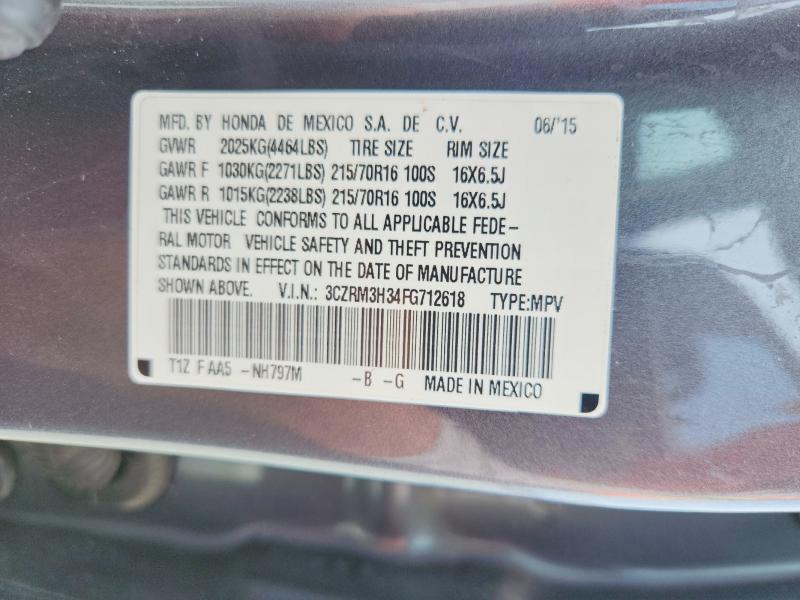 MFD. BY HONDA DE MEXICO S.A. DE C.V. 06/'15
GVWR 2025KG(4464LBS) TIRE SIZE RIM SIZE
GAWR F 1030KG(2271LBS) 215/70R16 100S 16X6.5J
GAWR R 1015KG(2238LBS) 215/70R16 100S 16X6.5J
THIS VEHICLE CONFORMS TO ALL APPLICABLE FEDE-
RAL MOTOR VEHICLE SAFETY AND THEFT PREVENTION
STANDARDS IN EFFECT ON THE DATE OF MANUFACTURE
SHOWN ABOVE. V.I.N.: 3CZRM3H34FG712618 TYPE:MPV
T1Z F AA5 -NH797M -B -G MADE IN MEXICO